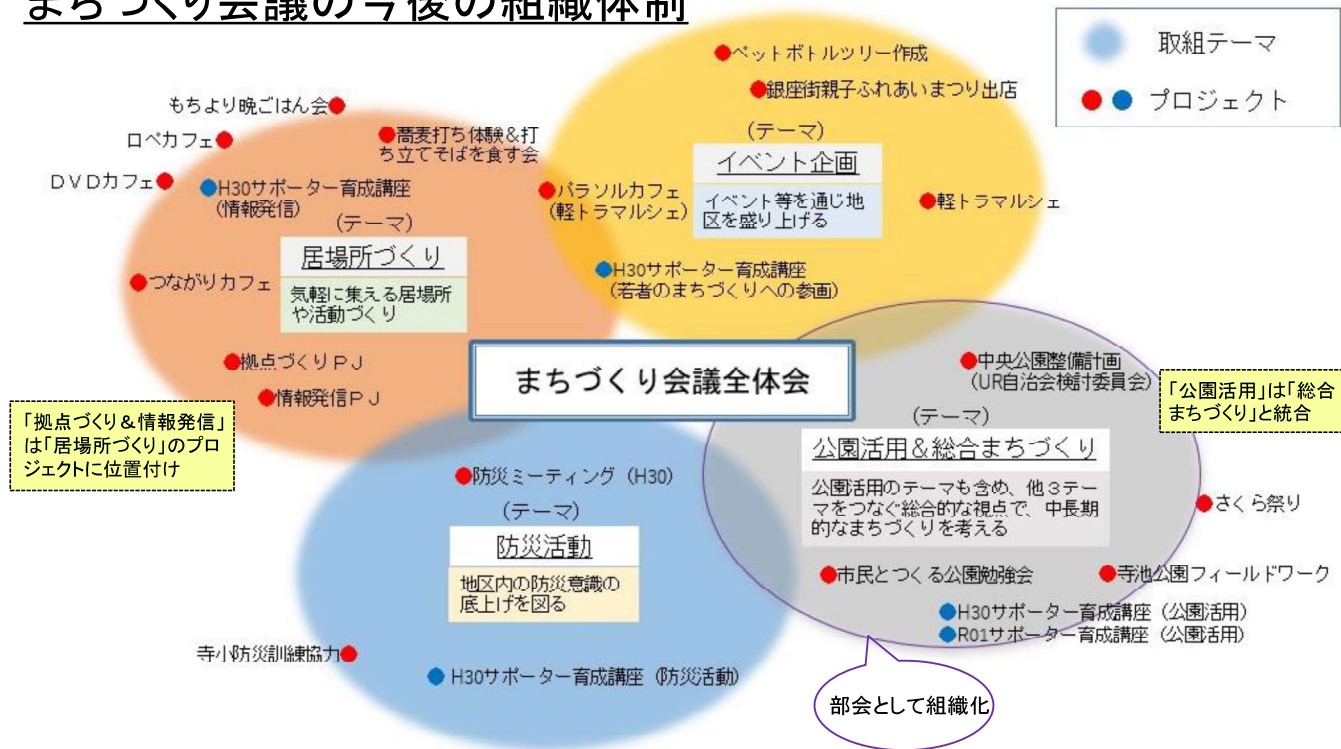 まちづくり会議の今後の組織体制
取組テーマ
プロジェクト
ペットボトルツリー作成
銀座街親子ふれあいまつり出店
(テーマ)
イベント企画
イベント等を通じ地
区を盛り上げる
パラソルカフェ
(軽トラマルシェ)
軽トラマルシェ
H30サポーター育成講座
(若者のまちづくりへの参画)
もちより晩ごはん会
ロペカフェ
DVDカフェ
蕎麦打ち体験&打
ち立てそばを食す会
H30サポーター育成講座
(情報発信)
(テーマ)
居場所づくり
気軽に集える居場所
や活動づくり
つながりカフェ
拠点づくりPJ
情報発信PJ
「拠点づくり&情報発信」
は「居場所づくり」のプロ
ジェクトに位置付け
まちづくり会議全体会
中央公園整備計画
(UR自治会検討委員会)
「公園活用」は「総合
まちづくり」と統合
(テーマ)
公園活用&総合まちづくり
公園活用のテーマも含め、他3テー
マをつなぐ総合的な視点で、中長期
的なまちづくりを考える
さくら祭り
市民とつくる公園勉強会
寺池公園フィールドワーク
H30サポーター育成講座(公園活用)
R01サポーター育成講座(公園活用)
部会として組織化
防災ミーティング(H30)
(テーマ)
防災活動
地区内の防災意識の
底上げを図る
寺小防災訓練協力
H30サポーター育成講座(防災活動)